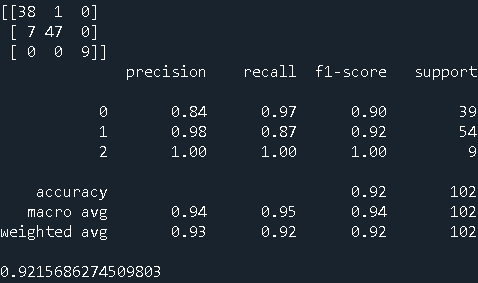 [[38  1  0]
 [ 7 47  0]
 [ 0  0  9]]
              precision    recall  f1-score   support

           0       0.84      0.97      0.90        39
           1       0.98      0.87      0.92        54
           2       1.00      1.00      1.00         9

    accuracy                           0.92       102
   macro avg       0.94      0.95      0.94       102
weighted avg       0.93      0.92      0.92       102

0.9215686274509803